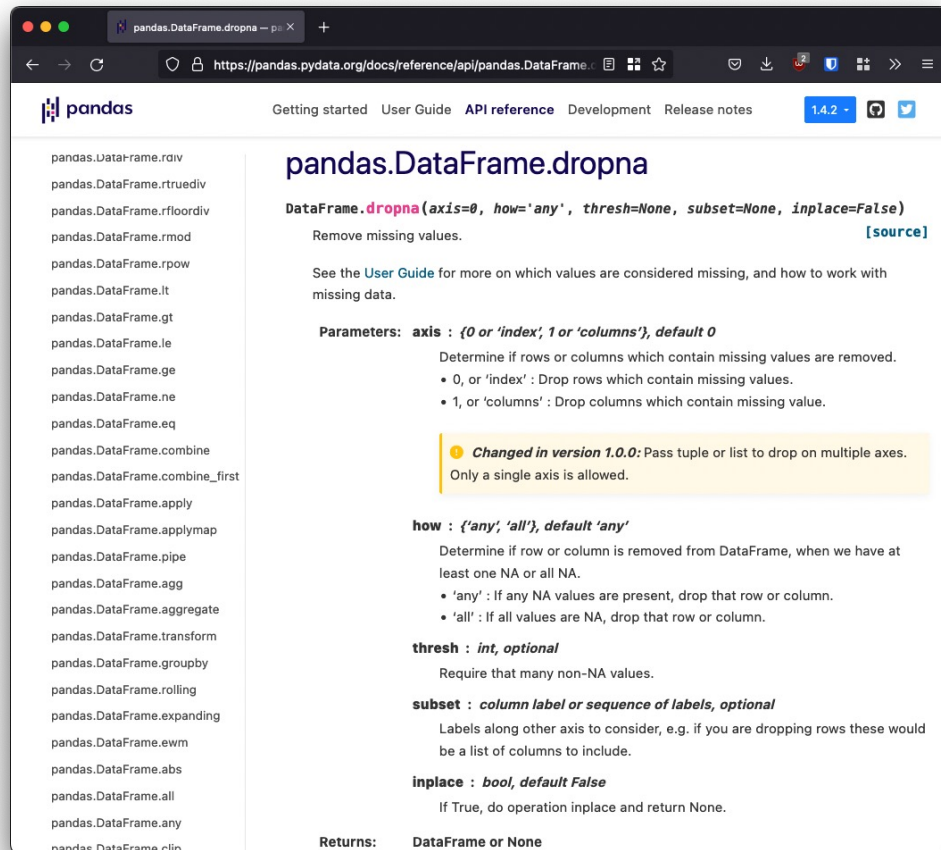 pandas.DataFrame.dropna — pa
https://pandas.pydata.org/docs/reference/api/pandas.DataFrame.
2
pandas
Getting started User Guide API reference Development Release notes
1.4.2
pandas.DataFrame.rdiv
pandas.DataFrame.rtruediv
pandas.DataFrame.rfloordiv
pandas.DataFrame.rmod
pandas.DataFrame.rpow
pandas.DataFrame.lt
pandas.DataFrame.gt
pandas.DataFrame.le
pandas.DataFrame.ge
pandas.DataFrame.ne
pandas.DataFrame.eq
pandas.DataFrame.combine
pandas.DataFrame.combine_first
pandas.DataFrame.apply
pandas.DataFrame.applymap
pandas.DataFrame.pipe
pandas.DataFrame.agg
pandas.DataFrame.aggregate
pandas.DataFrame.transform
pandas.DataFrame.groupby
pandas.DataFrame.rolling
pandas.DataFrame.expanding
pandas.DataFrame.ewm
pandas.DataFrame.abs
pandas.DataFrame.all
pandas.DataFrame.any
pandas.DataFrame.clip
pandas.DataFrame.dropna
DataFrame.dropna(axis=0, how='any', thresh=None, subset=None, inplace=False)
[source]
Remove missing values.
See the User Guide for more on which values are considered missing, and how to work with
missing data.
Parameters: axis : {0 or ‘index’, 1 or ‘columns’}, default 0
Determine if rows or columns which contain missing values are removed.
• 0, or ‘index’ : Drop rows which contain missing values.
• 1, or ‘columns’ : Drop columns which contain missing value.
Changed in version 1.0.0: Pass tuple or list to drop on multiple axes.
Only a single axis is allowed.
how : {‘any’, ‘all’}, default ‘any’
Determine if row or column is removed from DataFrame, when we have at
least one NA or all NA.
• ‘any’ : If any NA values are present, drop that row or column.
• ‘all’ : If all values are NA, drop that row or column.
thresh : int, optional
Require that many non-NA values.
subset : column label or sequence of labels, optional
Labels along other axis to consider, e.g. if you are dropping rows these would
be a list of columns to include.
inplace : bool, default False
If True, do operation inplace and return None.
Returns: DataFrame or None